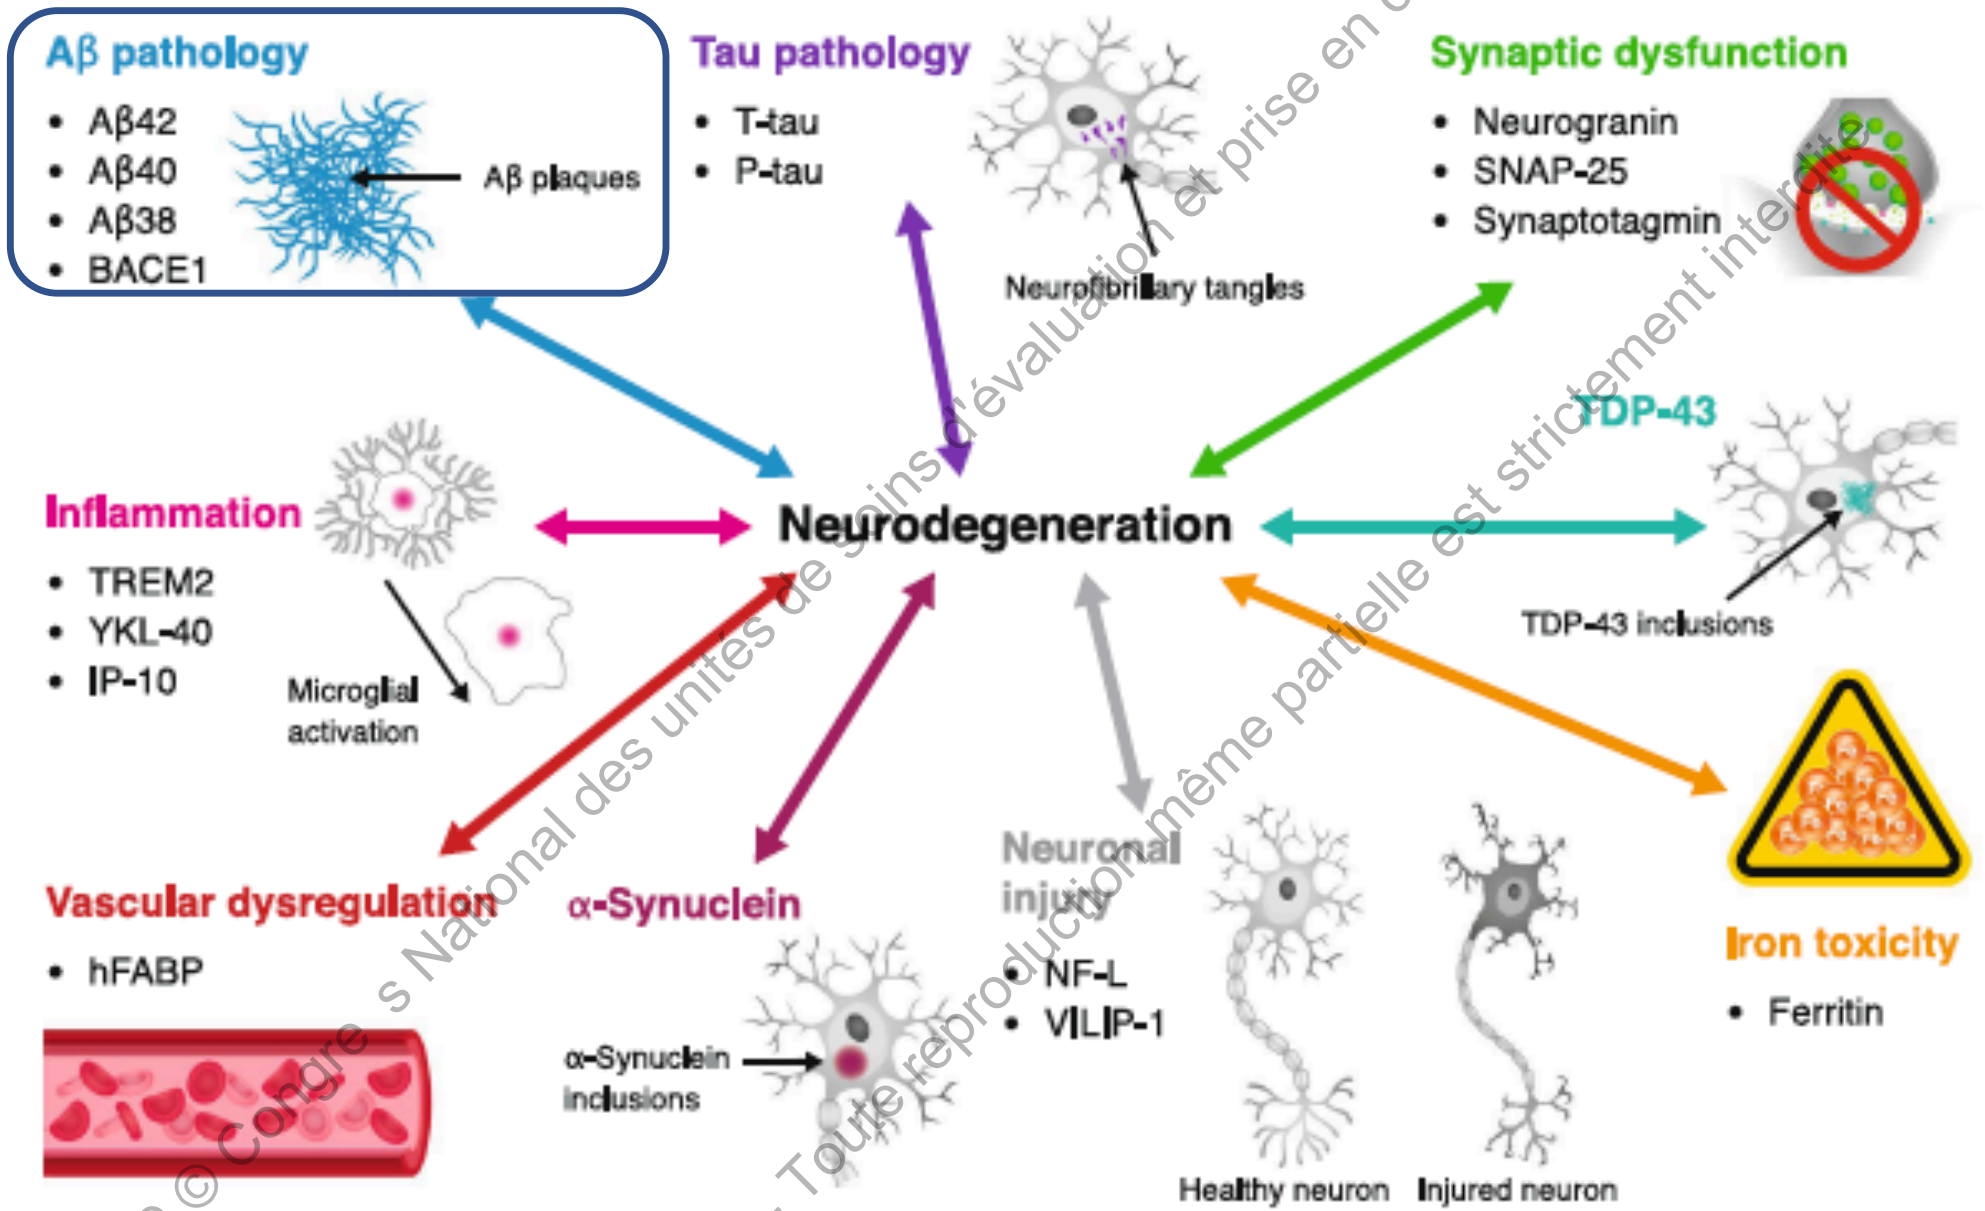 Aβ pathology
• Aβ42
• Aβ40
• Aβ38
• BACE1
Aβ plaques
Tau pathology
• T-tau
• P-tau
Neurofibrillary tangles
Synaptic dysfunction
• Neurogranin
• SNAP-25
• Synaptotagmin
TDP-43
TDP-43 inclusions
Inflammation
• TREM2
• YKL-40
• IP-10
Microglial
activation
Neurodegeneration
Vascular dysregulation
• hFABP
α-Synuclein
α-Synuclein
inclusions
Neuronal
injury
• NF-L
• VILIP-1
Healthy neuron
Injured neuron
Iron toxicity
• Ferritin
© Congre s National des unités de soins d'évaluation et prise en
Toute reproduction même partielle est strictement interdite